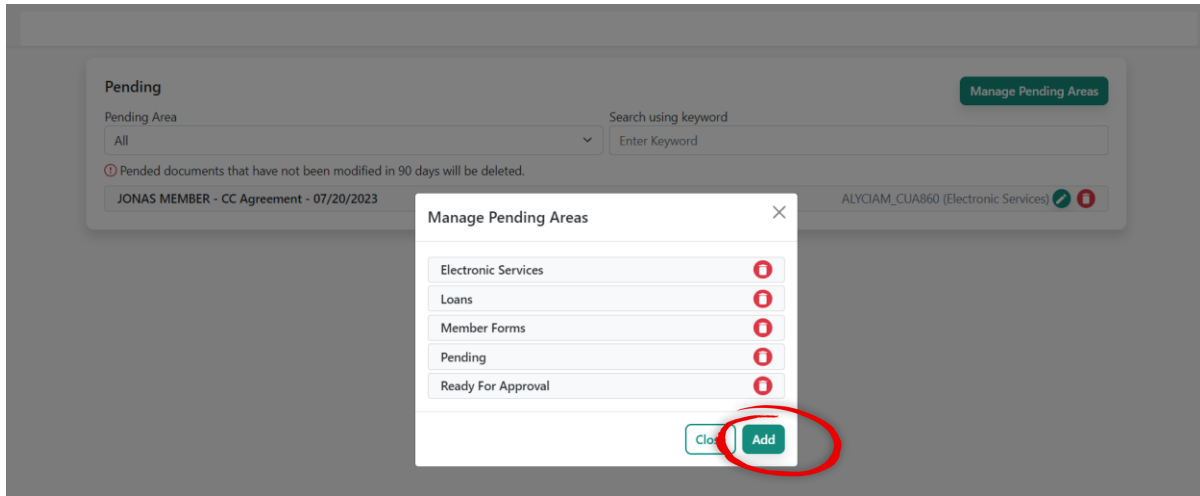 Pending
Manage Pending Areas
Pending Area
Search using keyword
All
Enter Keyword
Pended documents that have not been modified in 90 days will be deleted.
JONAS MEMBER - CC Agreement - 07/20/2023
ALYCIAM_CUA860 (Electronic Services)
Manage Pending Areas
Electronic Services
Loans
Member Forms
Pending
Ready For Approval
Close Add